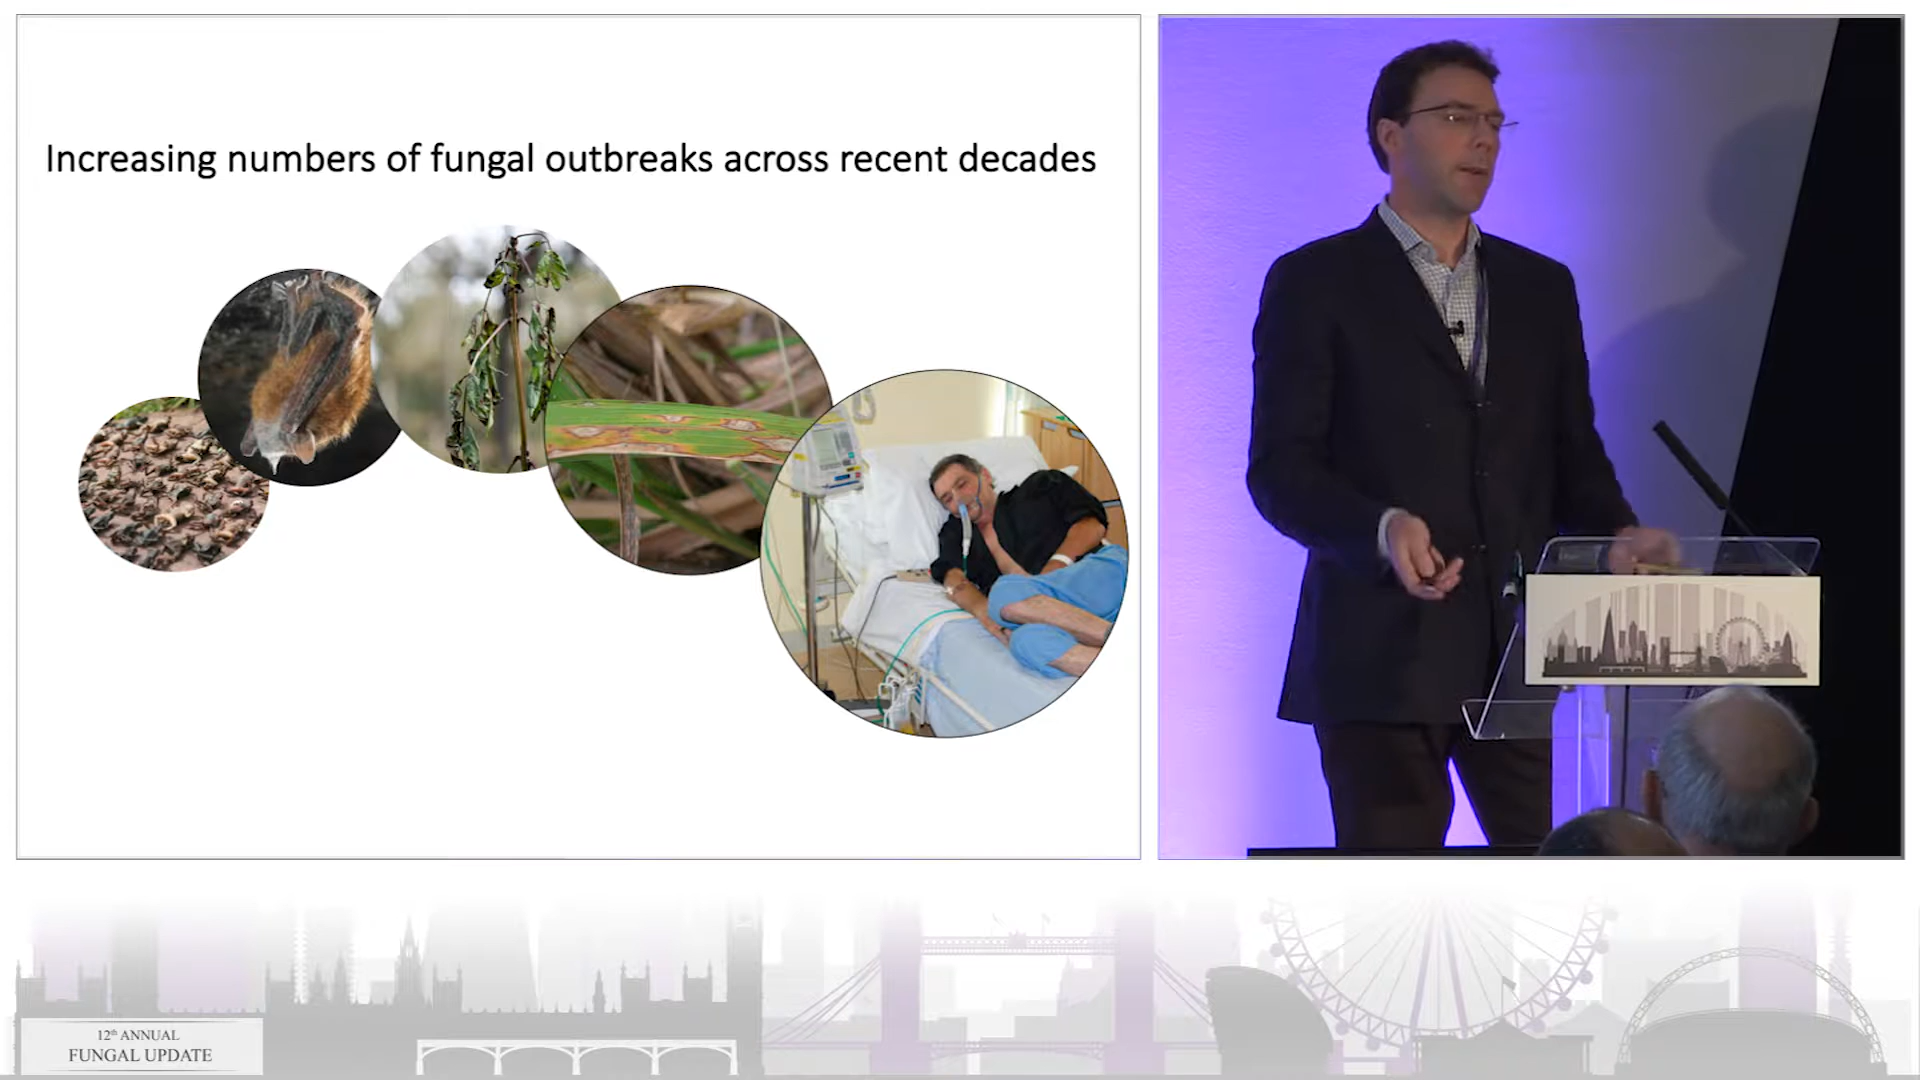 Increasing numbers of fungal outbreaks across recent decades
12th ANNUAL
FUNGAL UPDATE